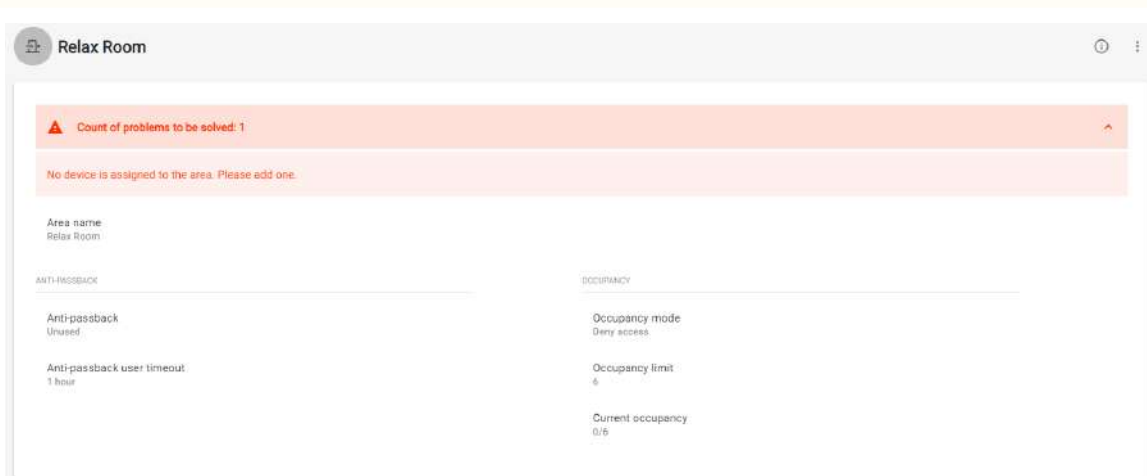 Relax Room
Count of problems to be solved: 1
No device is assigned to the area. Please add one.
Area name
Relax Room
ANTI-PASSBACK
Anti-passback
Unused
Anti-passback user timeout
1 hour
OCCUPANCY
Occupancy mode
Deny access
Occupancy limit
6
Current occupancy
0/6